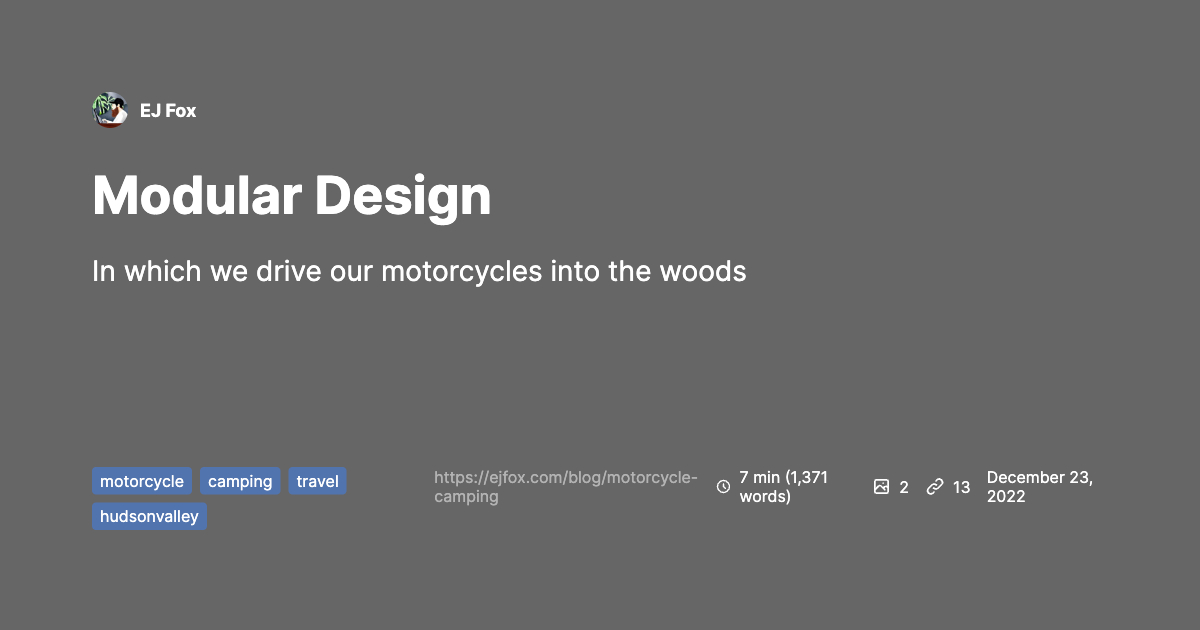 EJ Fox
Modular Design
In which we drive our motorcycles into the woods
motorcycle camping travel
hudsonvalley
https://ejfox.com/blog/motorcycle-
camping
7 min (1,371
words)
2
13
December 23,
2022